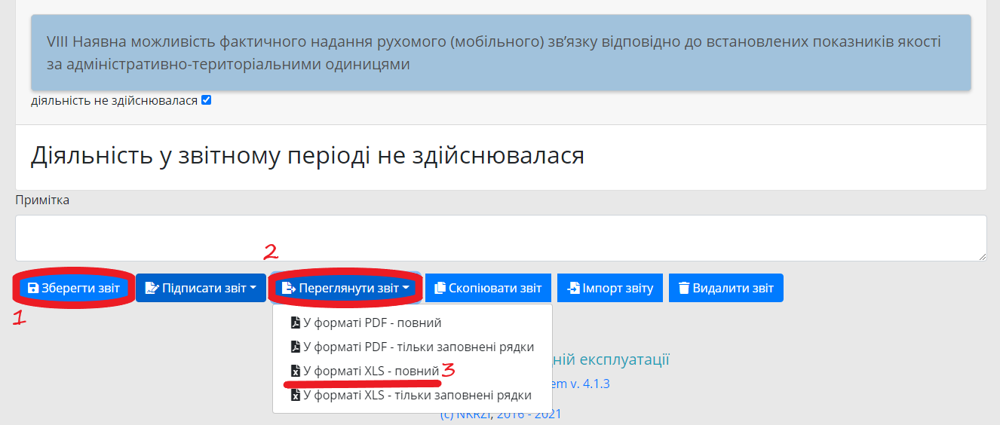 VIII Наявна можливість фактичного надання рухомого (мобільного) зв’язку відповідно до встановлених показників якості
за адміністративно-територіальними одиницями
діяльність не здійснювалася
Діяльність у звітному періоді не здійснювалася
Примітка
2
Зберегти звіт Підписати звіт Переглянути звіт Скопіювати звіт Імпорт звіту Видалити звіт
1
У форматі PDF - повний
У форматі PDF - тільки заповнені рядки
ній експлуатації
У форматі XLS - повний 3
em v. 4.1.3
У форматі XLS - тільки заповнені рядки
(c) NKRZI, 2016 - 2021